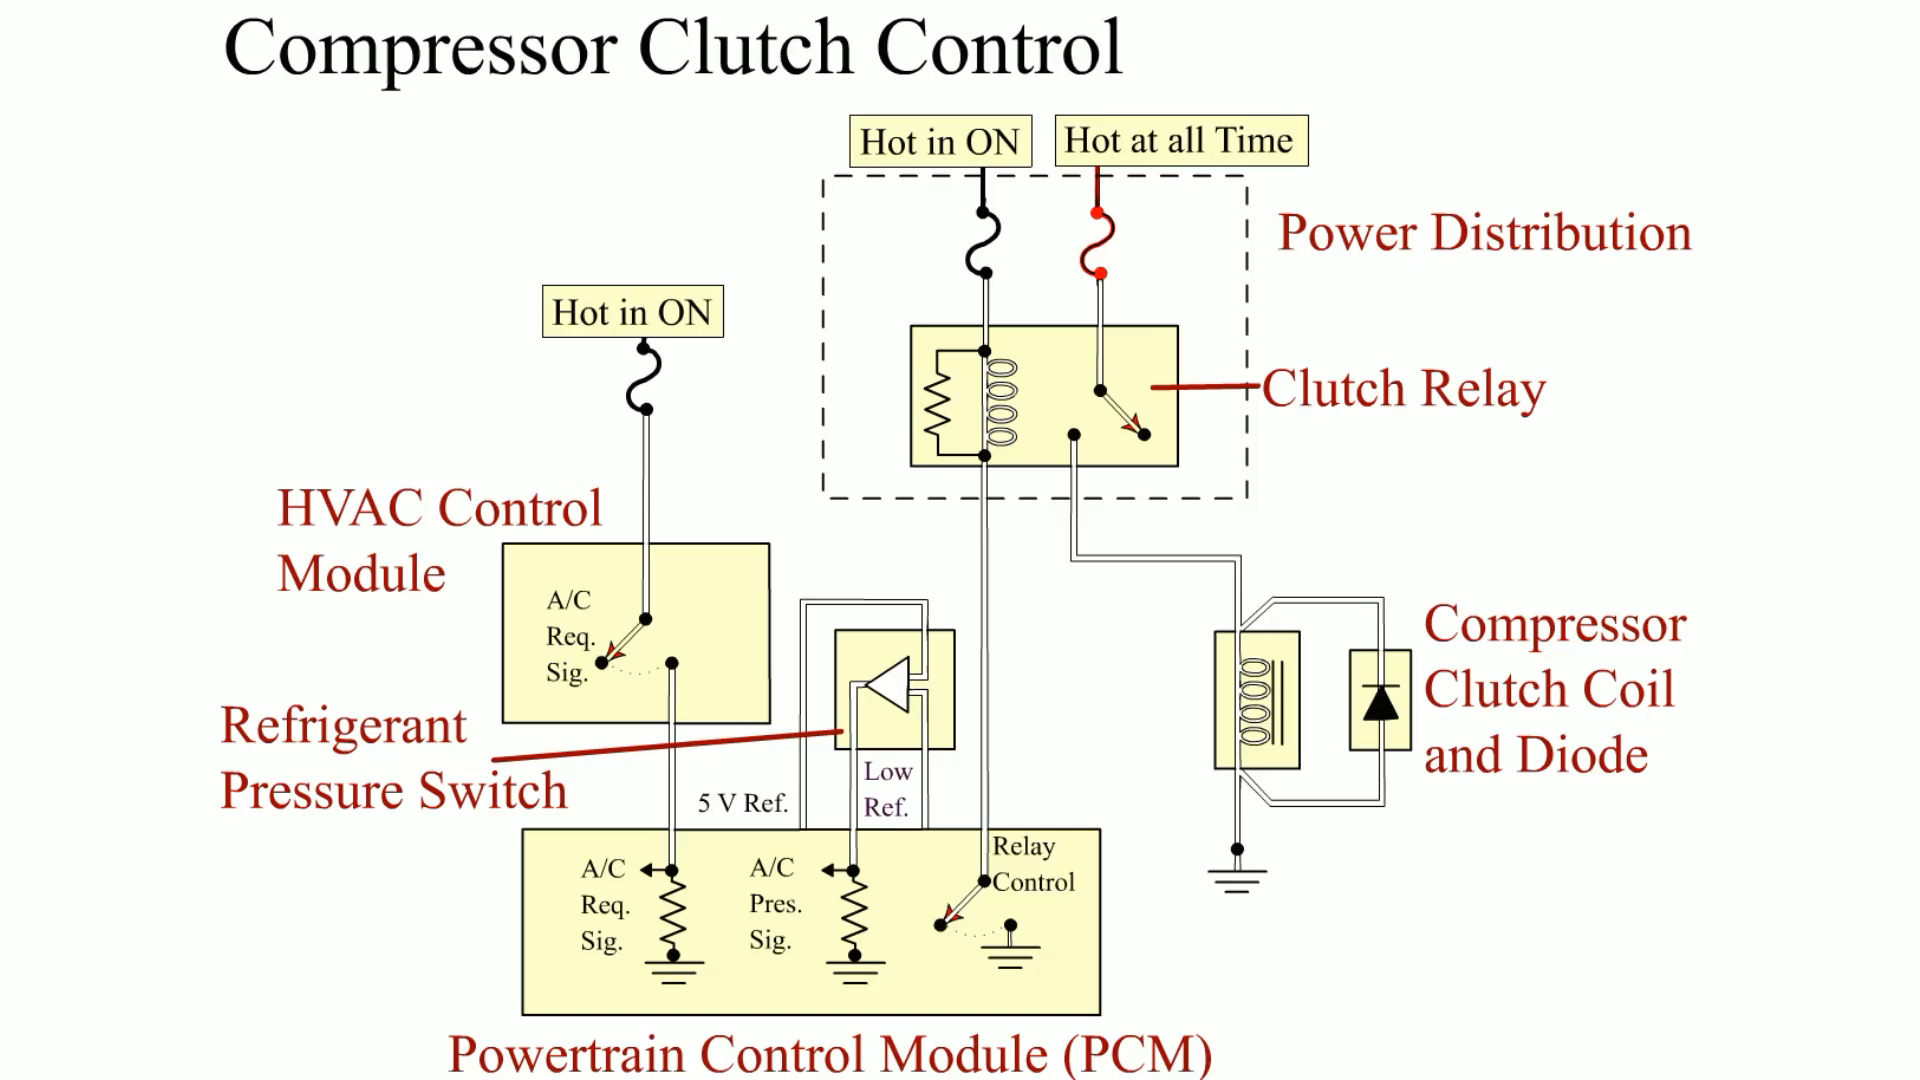 Compressor Clutch Control
Hot in ON
Hot at all Time
Power Distribution
Hot in ON
Clutch Relay
HVAC Control
Module
A/C
Req.
Sig.
Compressor
Clutch Coil
and Diode
Refrigerant
Pressure Switch
Low
Ref.
5 V Ref.
A/C
Req.
Sig.
A/C
Pres.
Sig.
Relay
Control
Powertrain Control Module (PCM)